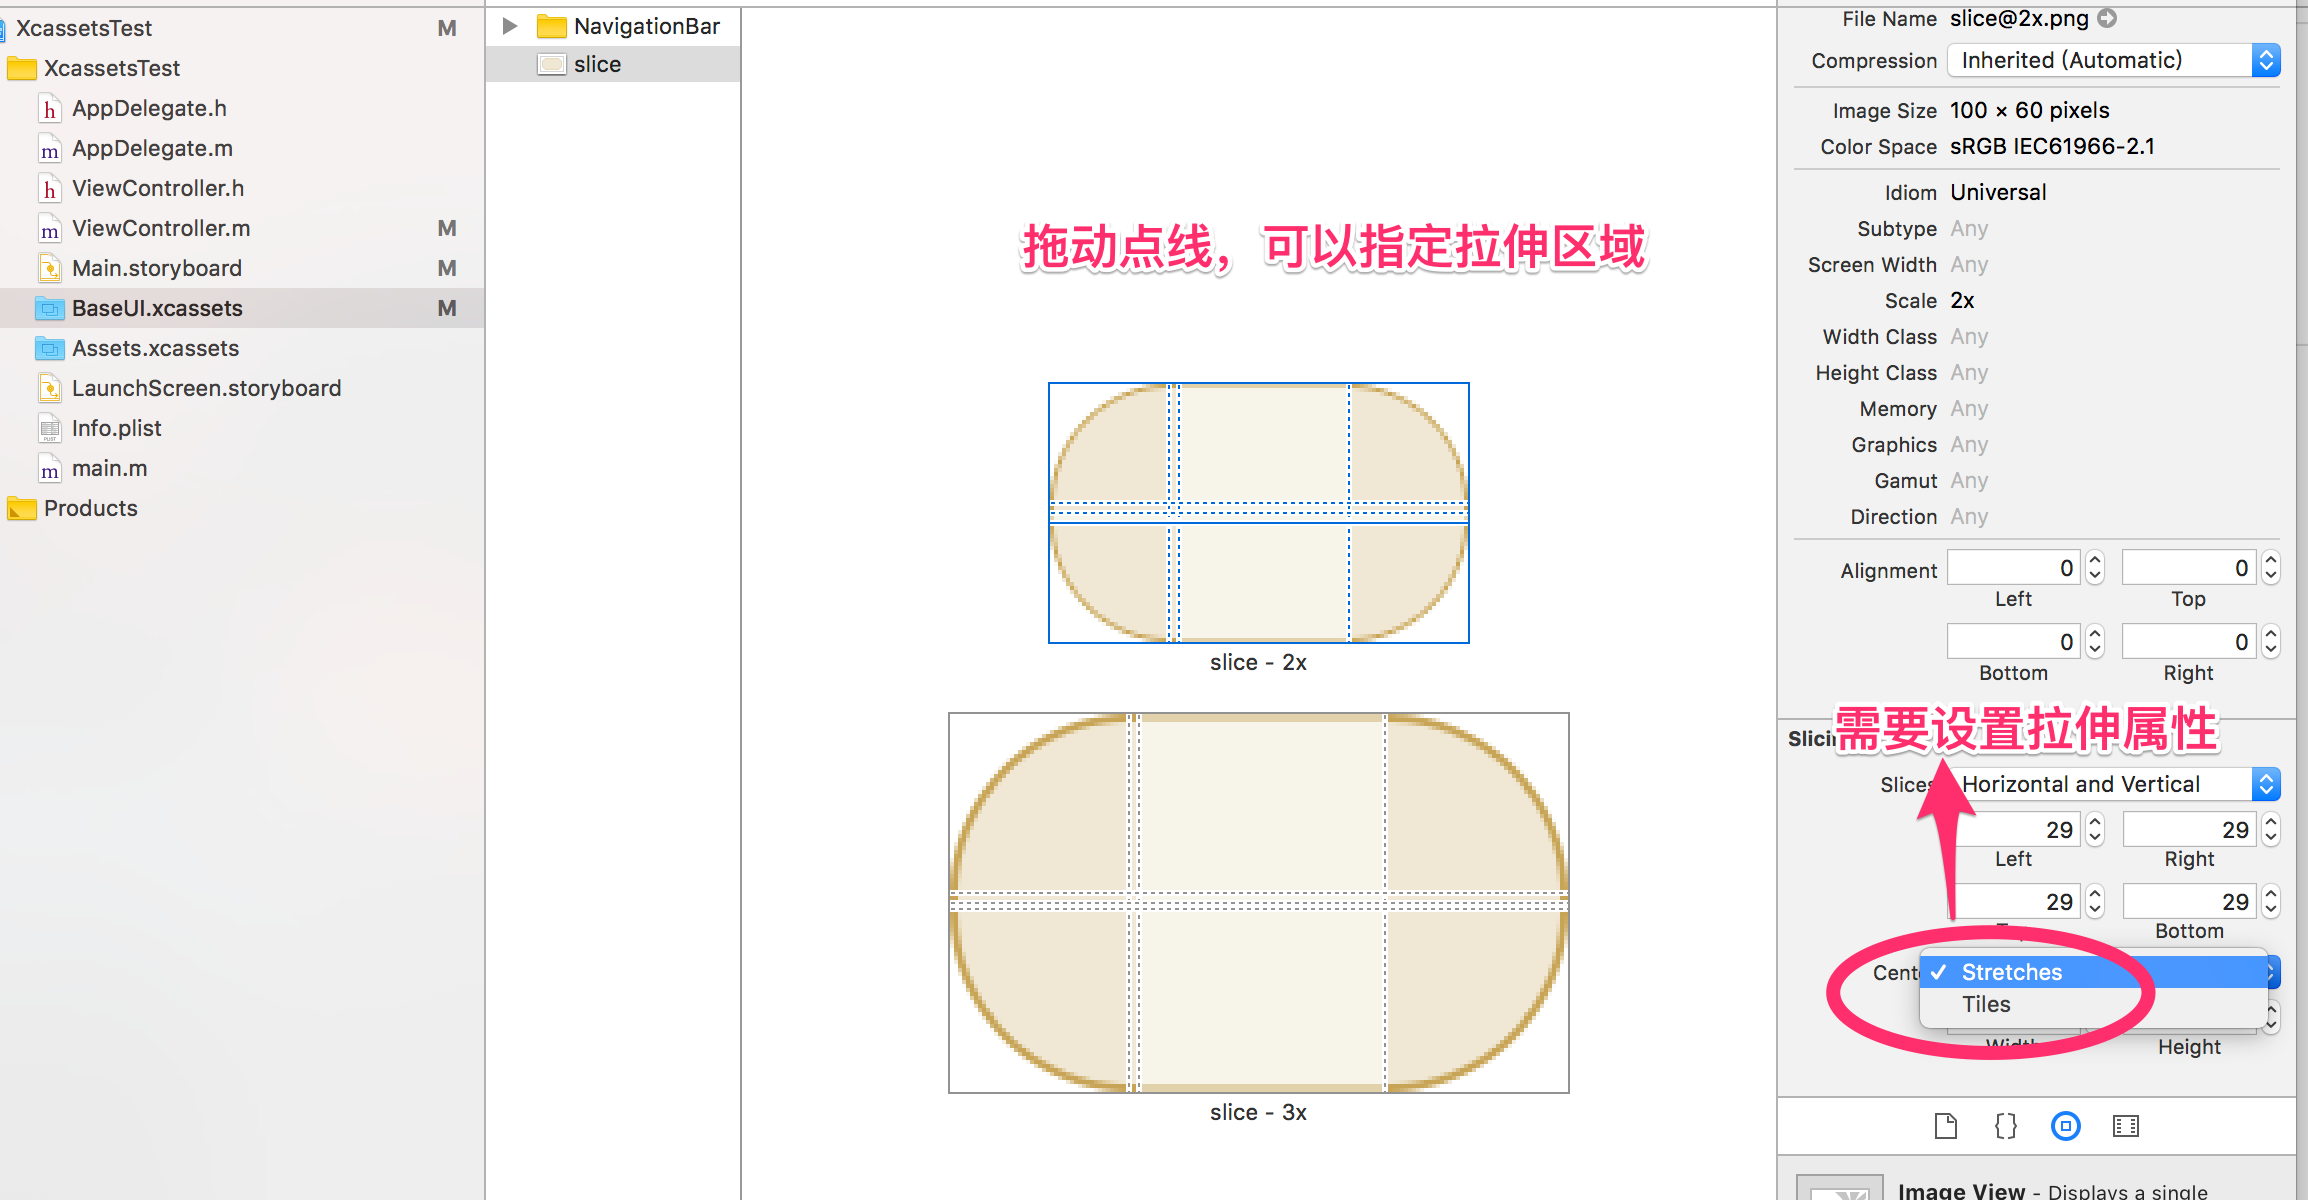 XcassetsTest M
XcassetsTest
AppDelegate.h
AppDelegate.m
ViewController.h
ViewController.m M
Main.storyboard M
BaseUI.xcassets M
Assets.xcassets
LaunchScreen.storyboard
Info.plist
main.m
Products
NavigationBar
slice
拖动点线，可以指定拉伸区域
slice - 2x
slice - 3x
File Name slice@2x.png
Compression Inherited (Automatic)
Image Size 100 × 60 pixels
Color Space sRGB IEC61966-2.1
Idiom Universal
Subtype Any
Screen Width Any
Scale 2x
Width Class Any
Height Class Any
Memory Any
Graphics Any
Gamut Any
Direction Any
Alignment 0 0
Left Top
0 0
Bottom Right
需要设置拉伸属性
Slices Horizontal and Vertical
29 29
Left Right
29 29
Bottom
✓ Stretches
Tiles
Width Height
Image View - Displays a single